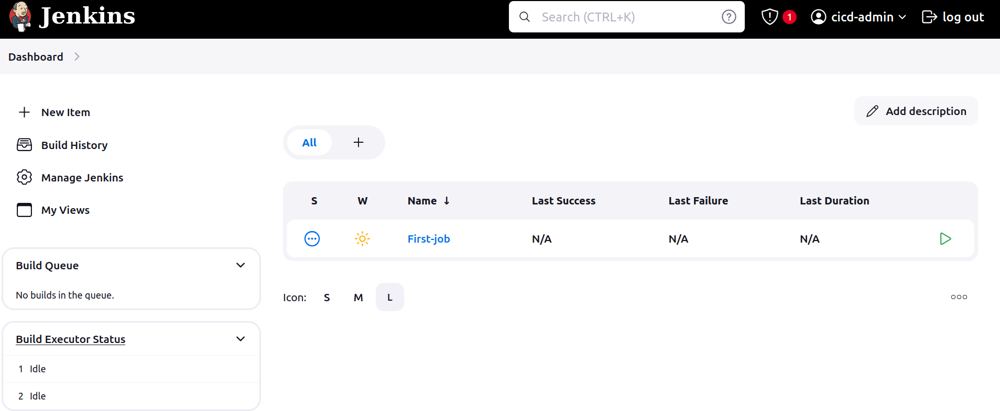 Jenkins
Search (CTRL+K)
1
cicd-admin
log out
Dashboard
New Item
Build History
Manage Jenkins
My Views
Build Queue
No builds in the queue.
Build Executor Status
1 Idle
2 Idle
Add description
All
S W Name ↓ Last Success Last Failure Last Duration
First-job N/A N/A N/A
Icon: S M L